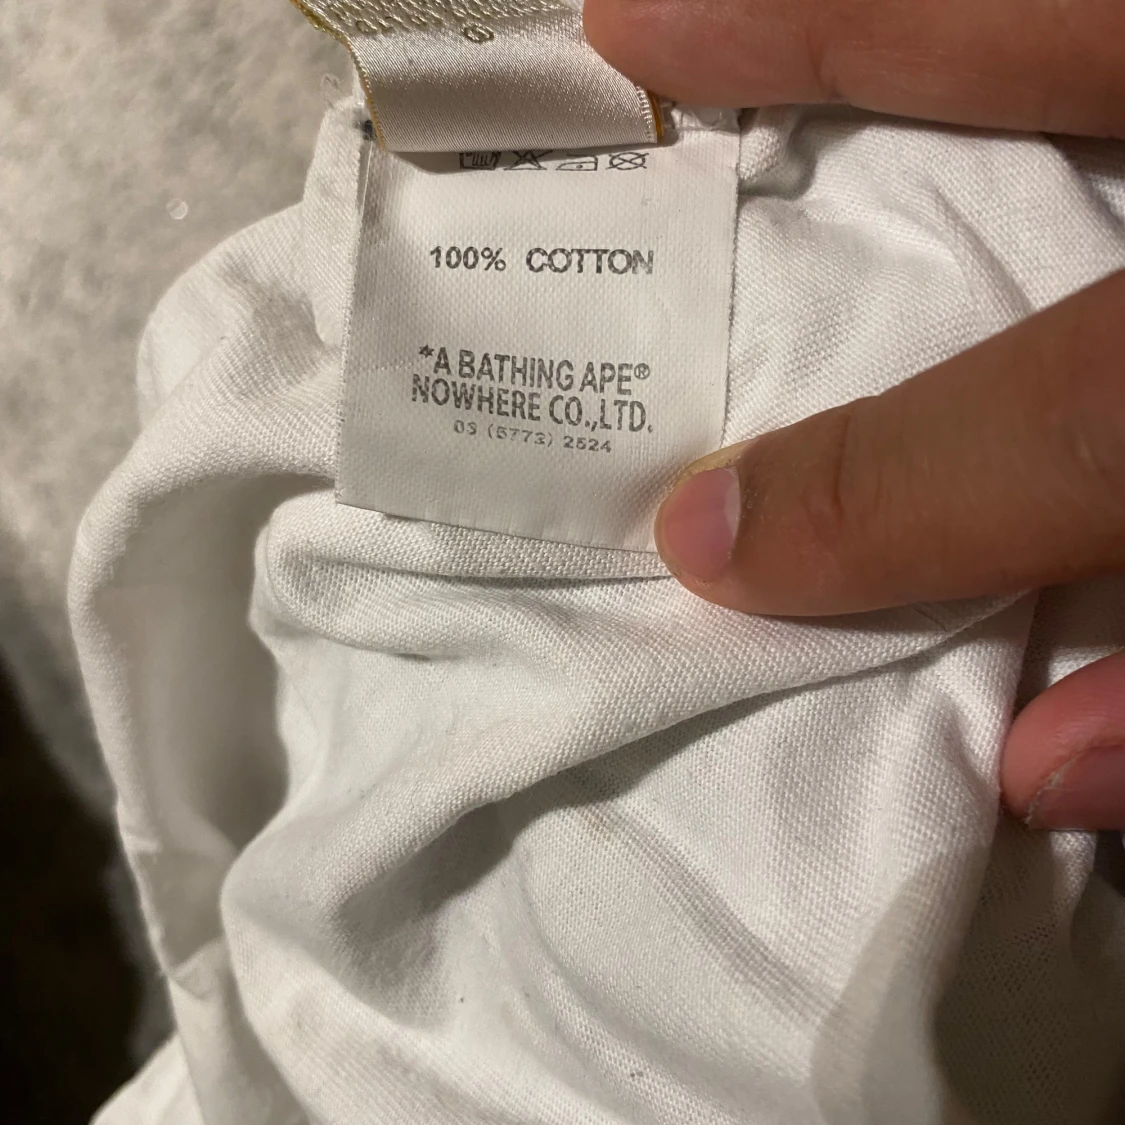 100% COTTON
*A BATHING APE®
NOWHERE CO.,LTD.
03 (5773) 2524